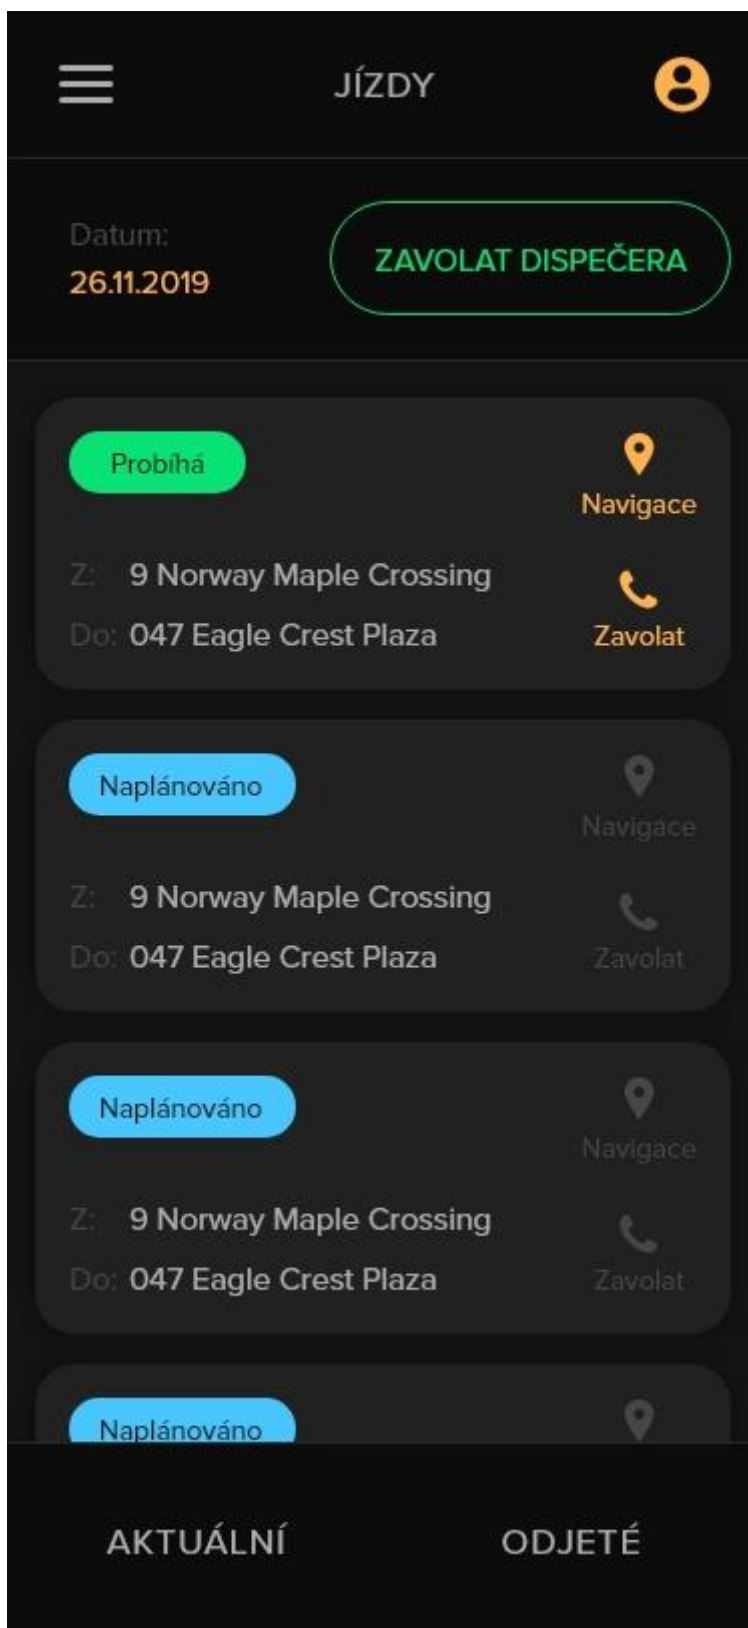 JÍZDY
Datum:
26.11.2019
ZAVOLAT DISPEČERA
Probíhá
Navigace
Z: 9 Norway Maple Crossing
Do: 047 Eagle Crest Plaza
Zavolat
Naplánováno
Navigace
Z: 9 Norway Maple Crossing
Do: 047 Eagle Crest Plaza
Zavolat
Naplánováno
Navigace
Z: 9 Norway Maple Crossing
Do: 047 Eagle Crest Plaza
Zavolat
Naplánováno
AKTUÁLNÍ
ODJETÉ